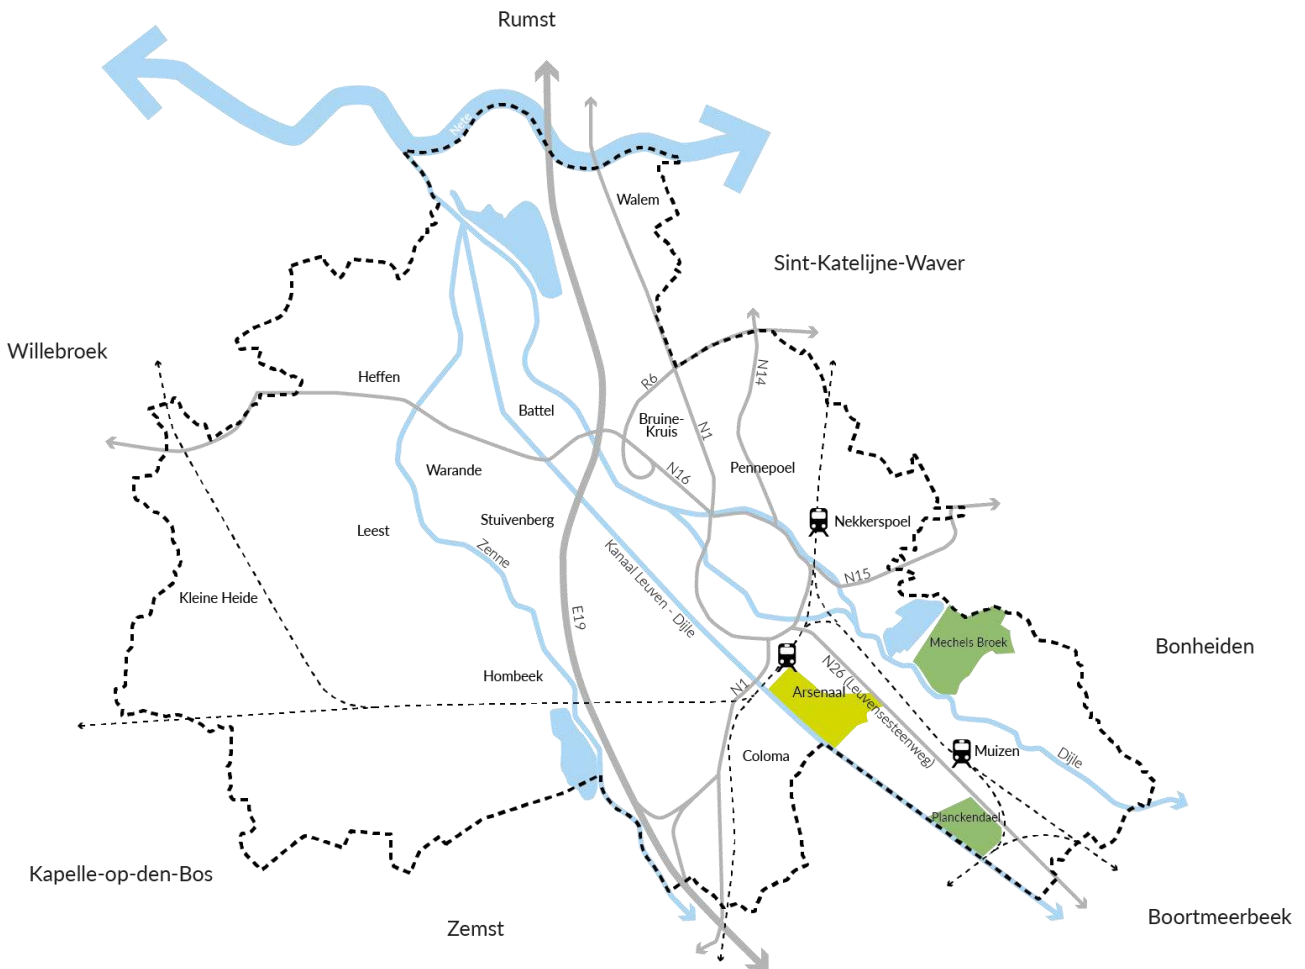 Rumst
Nete
Walem
Sint-Katelijne-Waver
Willebroek
Heffen
R6
N14
Battel
Bruine-
Kruis
N1
Warande
N16
Pennepoel
Leest
Stuivenberg
Nekkerspoel
Zenne
Kanaal Leuven - Dijle
N15
Kleine Heide
E19
Mechels Broek
Bonheiden
Hombeek
N1
Arsenaal
N26 (Leuvensesteenweg)
Coloma
Muizen
Dijle
Planckendael
Kapelle-op-den-Bos
Zemst
Boortmeerbeek